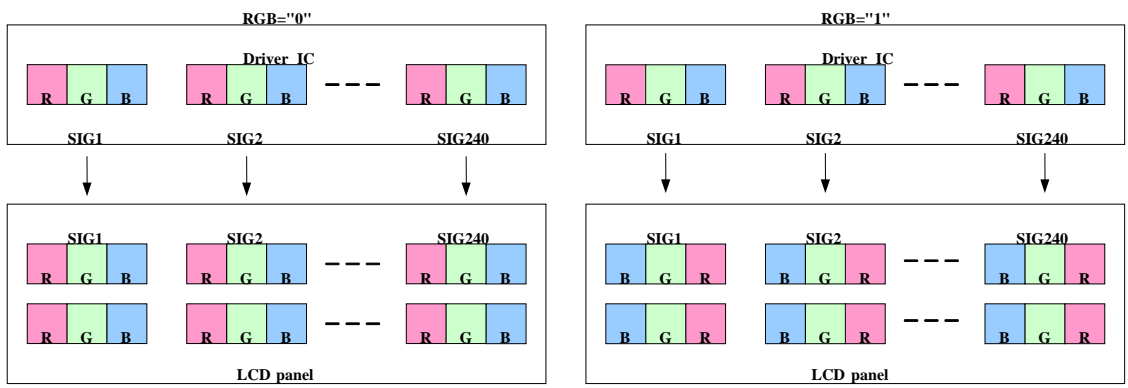 RGB="0" RGB="1"
Driver IC Driver IC
R G B R G B R G B R G B R G B R G B
SIG1 SIG2 SIG240 SIG1 SIG2 SIG240
SIG1 SIG2 SIG240 SIG1 SIG2 SIG240
R G B R G B R G B B G R B G R B G R
R G B R G B R G B B G R B G R B G R
LCD panel LCD panel